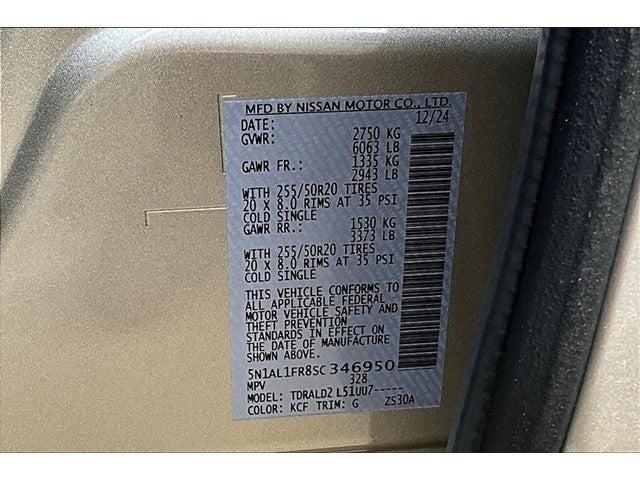 MFD BY NISSAN MOTOR CO., LTD.
DATE: 12/24
GVWR: 2750 KG
6063 LB
GAWR FR.: 1335 KG
2943 LB
WITH 255/50R20 TIRES
20 X 8.0 RIMS AT 35 PSI
COLD SINGLE
GAWR RR.: 1530 KG
3373 LB
WITH 255/50R20 TIRES
20 X 8.0 RIMS AT 35 PSI
COLD SINGLE
THIS VEHICLE CONFORMS TO
ALL APPLICABLE FEDERAL
MOTOR VEHICLE SAFETY AND
THEFT PREVENTION
STANDARDS IN EFFECT ON
THE DATE OF MANUFACTURE
SHOWN ABOVE.
5N1AL1FR8SC346950
MPV 328
MODEL: TDRALD2 L51UU7-----
COLOR: KCF TRIM: G ZS30A